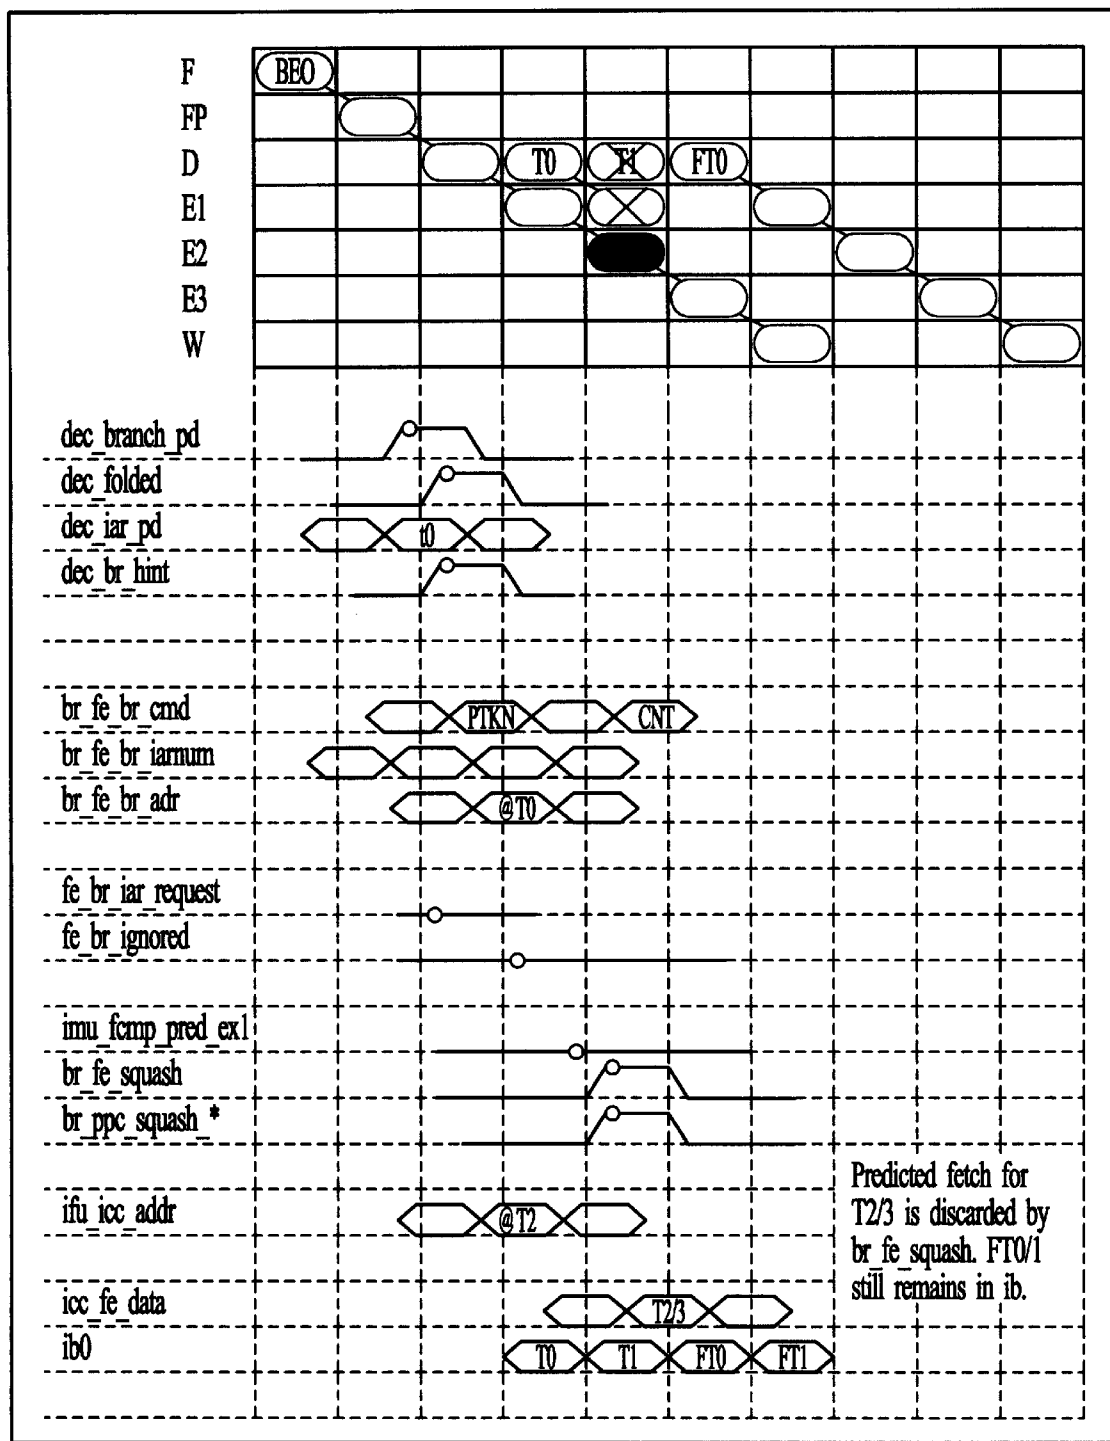 F BEO
FP
D T0 T1 FT0
E1
E2
E3
W
dec_branch_pd
dec_folded
dec_iar_pd t0
dec_br_hint
br_fe_br_cmd PTKN CNT
br_fe_br_iarnum
br_fe_br_adr @T0
fe_br_iar_request
fe_br_ignored
imu_fcmp_pred_ex1
br_fe_squash
br_ppc_squash_*
Predicted fetch for
T2/3 is discarded by
br_fe_squash. FT0/1
still remains in ib.
ifu_icc_addr @T2
icc_fe_data T2/3
ib0 T0 T1 FT0 FT1